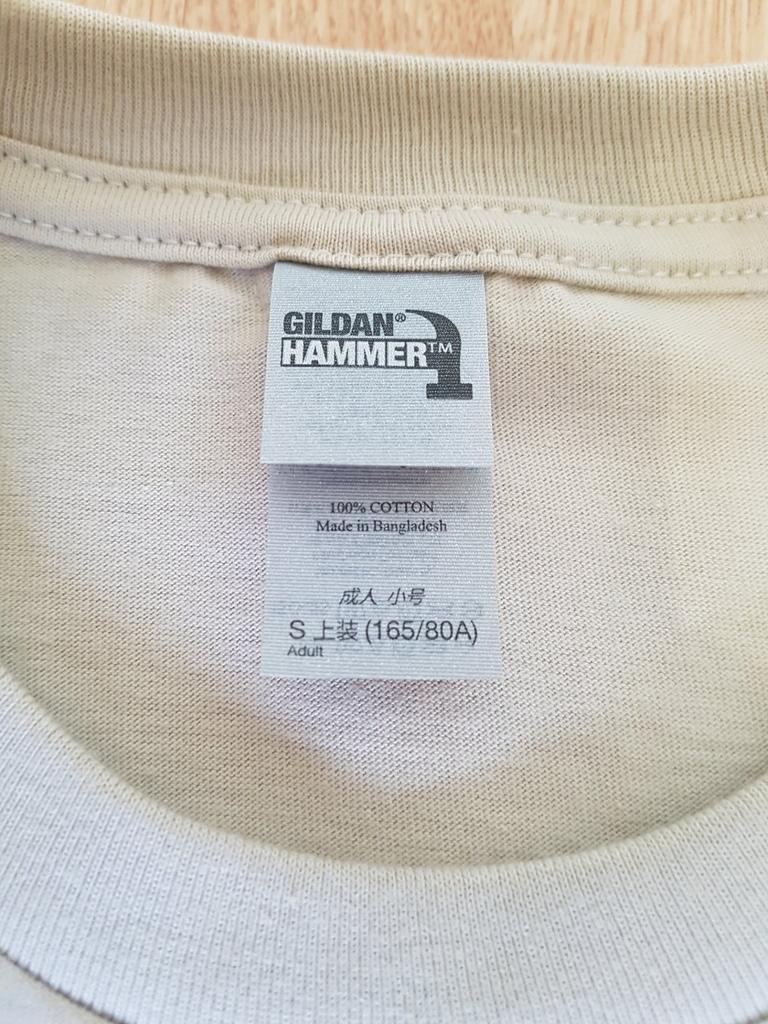 GILDAN®
HAMMER™
100% COTTON
Made in Bangladesh
成人 小号
S 上装 (165/80A)
Adult